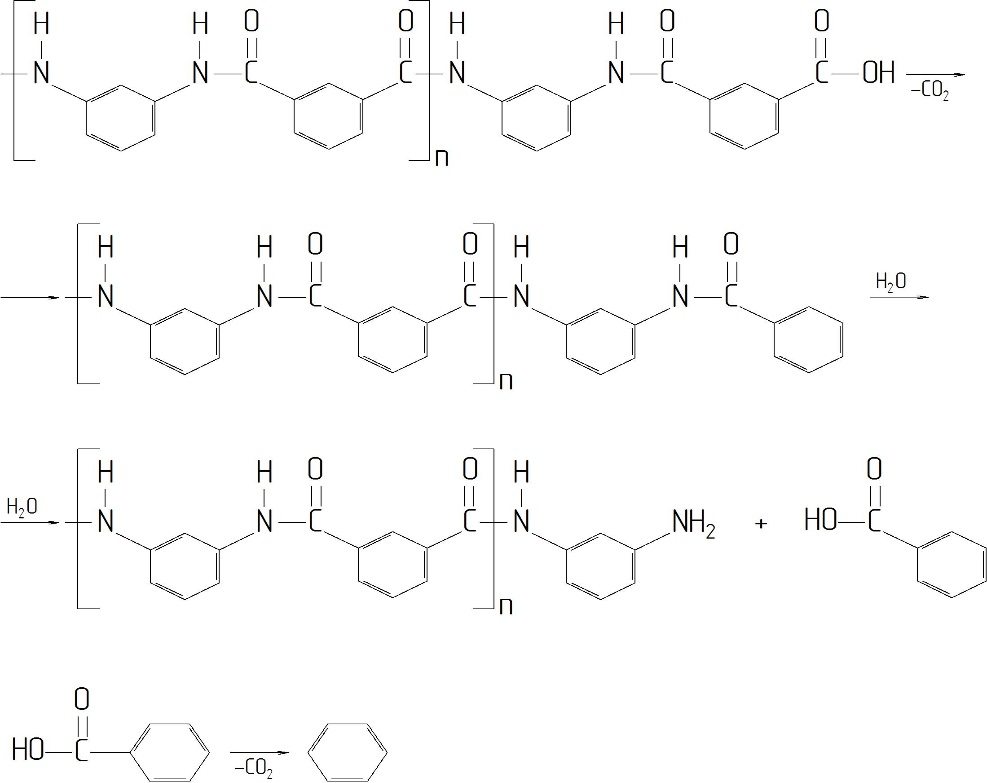 H H O O H H O O
N N C C N N C C OH –CO₂
n
H H O O H H O
N N C C N N C H₂O
n
H H O O H O
H₂O N N C C N NH₂ + HO C
n
O
HO C –CO₂